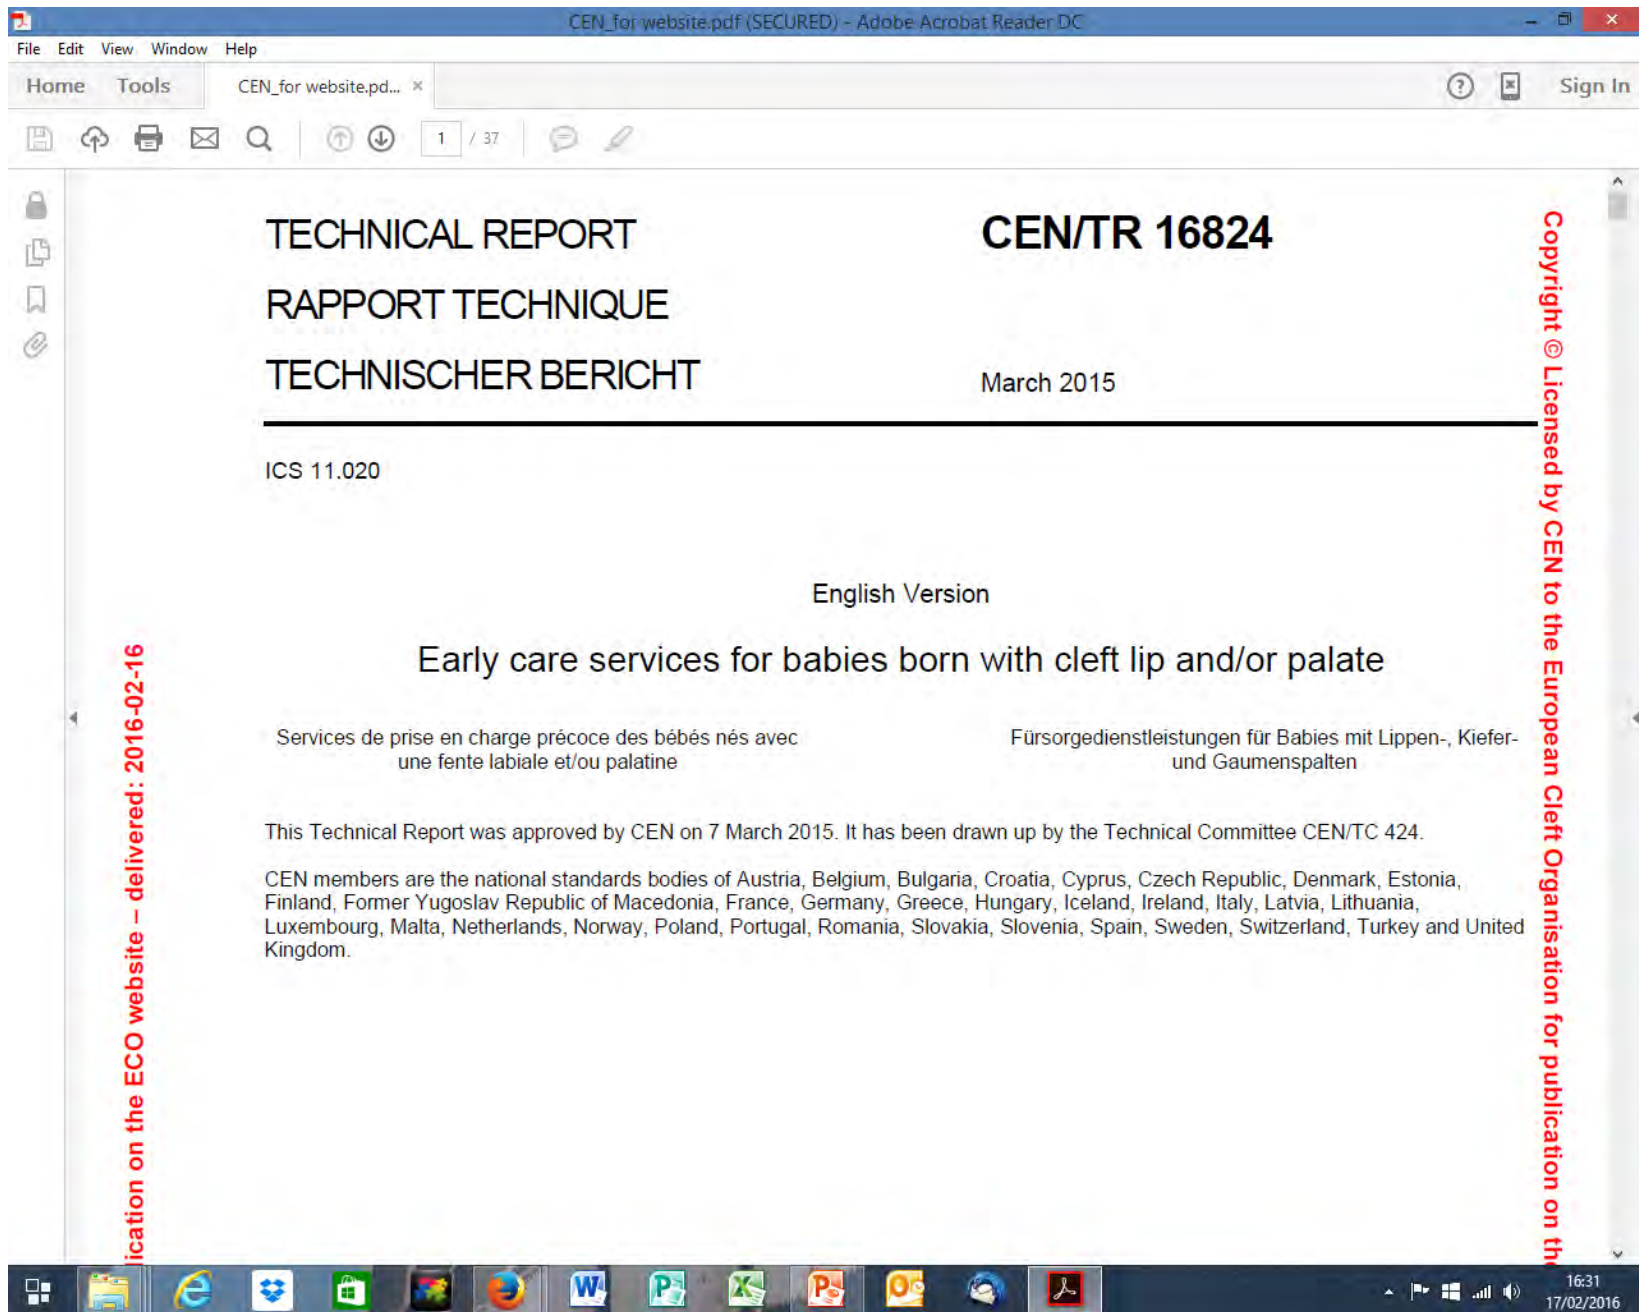 CEN_for website.pdf (SECURED) - Adobe Acrobat Reader DC
File Edit View Window Help
Home Tools CEN_for website.pd... × Sign In
1 / 37
TECHNICAL REPORT
CEN/TR 16824
RAPPORT TECHNIQUE
TECHNISCHER BERICHT
March 2015
ICS 11.020
English Version
Early care services for babies born with cleft lip and/or palate
Services de prise en charge précoce des bébés nés avec
une fente labiale et/ou palatine
Fürsorgedienstleistungen für Babies mit Lippen-, Kiefer-
und Gaumenspalten
This Technical Report was approved by CEN on 7 March 2015. It has been drawn up by the Technical Committee CEN/TC 424.
CEN members are the national standards bodies of Austria, Belgium, Bulgaria, Croatia, Cyprus, Czech Republic, Denmark, Estonia,
Finland, Former Yugoslav Republic of Macedonia, France, Germany, Greece, Hungary, Iceland, Ireland, Italy, Latvia, Lithuania,
Luxembourg, Malta, Netherlands, Norway, Poland, Portugal, Romania, Slovakia, Slovenia, Spain, Sweden, Switzerland, Turkey and United
Kingdom.
Copyright © Licensed by CEN to the European Cleft Organisation for publication on th
lication on the ECO website – delivered: 2016-02-16
16:31
17/02/2016